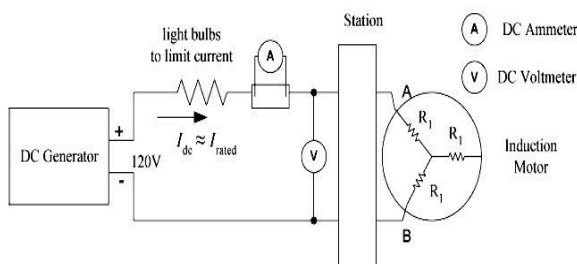 Station
A DC Ammeter
V DC Voltmeter
light bulbs
to limit current
A
I_dc ≈ I_rated
DC Generator
+
120V
-
V
A
R₁
R₁
R₁
B
Induction
Motor